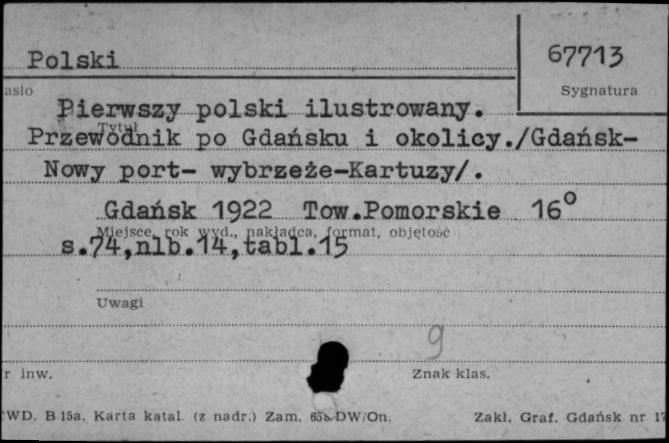 Polski 67713
asło Sygnatura
Pierwszy polski ilustrowany.
Tytuł
Przewodnik po Gdańsku i okolicy./Gdańsk-
Nowy port- wybrzeże-Kartuzy/.
Gdańsk 1922 Tow.Pomorskie 16°
Miejsce, rok wyd., nakładca, format, objętość
s.74,nlb.14,tabl.15
Uwagi
9
r inw. Znak klas.
WD. B 15a. Karta katal. (z nadr.) Zam. DW/On. Zakł. Graf. Gdańsk nr 17